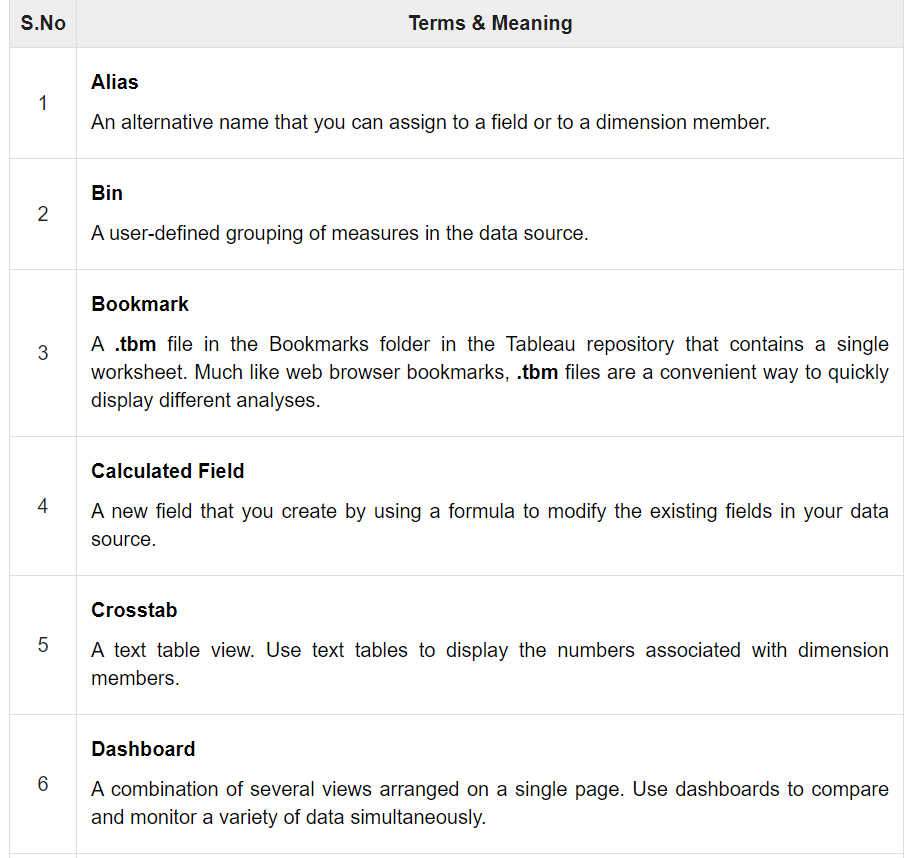 S.No Terms & Meaning
Alias
1
An alternative name that you can assign to a field or to a dimension member.
Bin
2
A user-defined grouping of measures in the data source.
Bookmark
3
A .tbm file in the Bookmarks folder in the Tableau repository that contains a single
worksheet. Much like web browser bookmarks, .tbm files are a convenient way to quickly
display different analyses.
Calculated Field
4
A new field that you create by using a formula to modify the existing fields in your data
source.
Crosstab
5
A text table view. Use text tables to display the numbers associated with dimension
members.
Dashboard
6
A combination of several views arranged on a single page. Use dashboards to compare
and monitor a variety of data simultaneously.